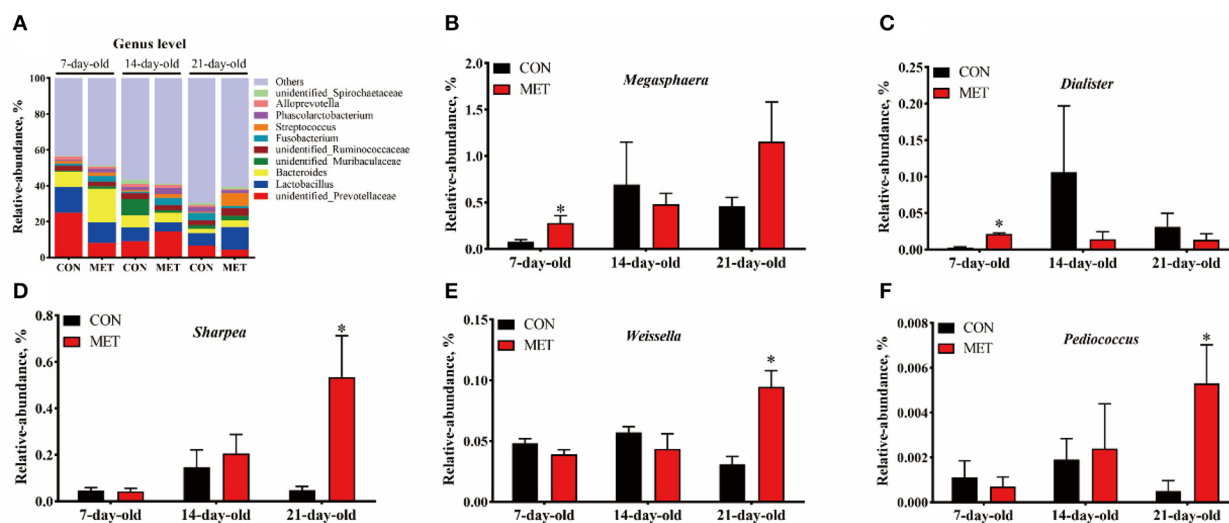 A
Genus level
7-day-old 14-day-old 21-day-old
Relative-abundance, %
100
80
60
40
20
0
CON MET CON MET CON MET
Others
unidentified_Spirochaetaceae
Alloprevotella
Phascolarctobacterium
Streptococcus
Fusobacterium
unidentified_Ruminococcaceae
unidentified_Muribaculaceae
Bacteroides
Lactobacillus
unidentified_Prevotellaceae
B
Relative-abundance, %
2.0
1.5
1.0
0.5
0.0
CON
MET
Megasphaera
*
7-day-old 14-day-old 21-day-old
C
Relative-abundance, %
0.25
0.20
0.15
0.10
0.05
0.00
CON
MET
Dialister
*
7-day-old 14-day-old 21-day-old
D
Relative-abundance, %
0.8
0.6
0.4
0.2
0.0
CON
MET
Sharpea
*
7-day-old 14-day-old 21-day-old
E
Relative-abundance, %
0.15
0.10
0.05
0.00
CON
MET
Weissella
*
7-day-old 14-day-old 21-day-old
F
Relative-abundance, %
0.008
0.006
0.004
0.002
0.000
CON
MET
Pediococcus
*
7-day-old 14-day-old 21-day-old